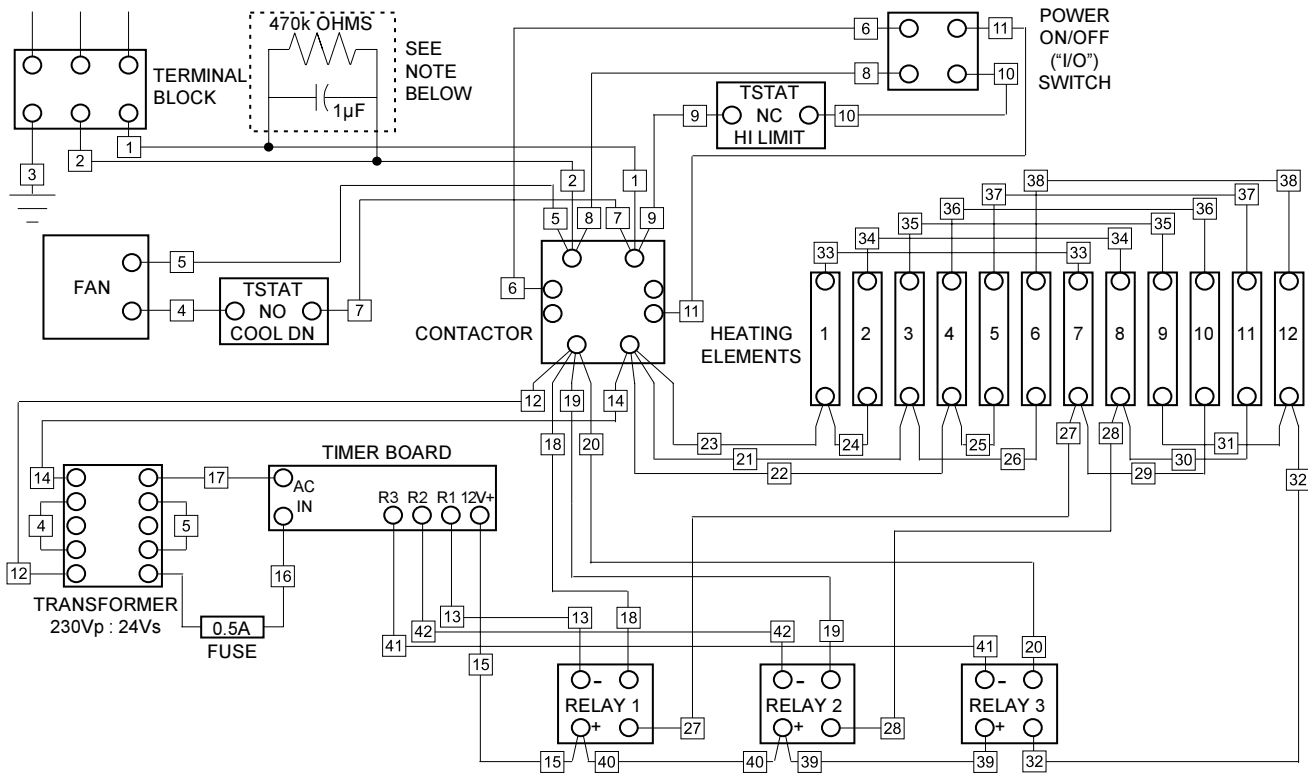 470k OHMS
1µF
SEE
NOTE
BELOW
TERMINAL
BLOCK
1
2
3
6
11
8
10
POWER
ON/OFF
("I/O")
SWITCH
9
TSTAT
NC
HI LIMIT
10
2
1
5
8
7
9
38
38
37
37
36
36
35
35
34
34
33
33
FAN
5
4
TSTAT
NO
COOL DN
7
6
11
CONTACTOR
HEATING
ELEMENTS
1
2
3
4
5
6
7
8
9
10
11
12
12
19
14
18
20
23
24
21
22
25
26
27
28
29
30
31
32
14
4
5
12
17
TRANSFORMER
230Vp : 24Vs
TIMER BOARD
AC
IN
R3
R2
R1
12V+
16
0.5A
FUSE
13
13
18
42
42
19
41
41
20
15
-
RELAY 1
+
27
-
RELAY 2
+
28
-
RELAY 3
+
15
40
40
39
39
32